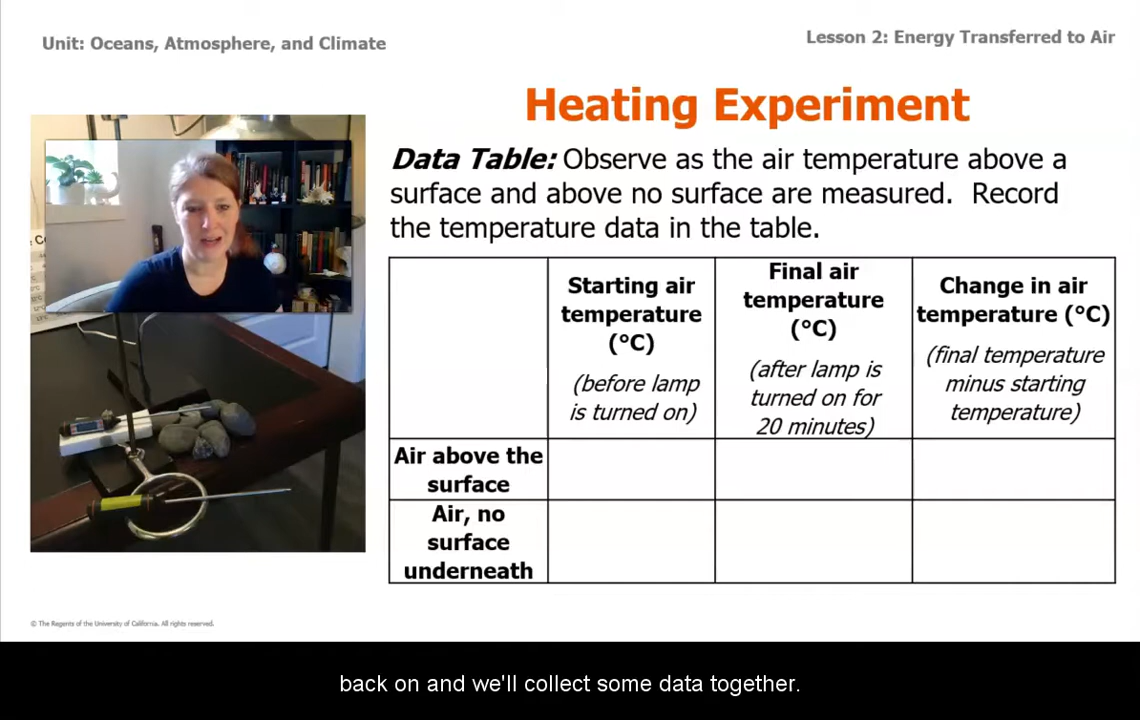 Unit: Oceans, Atmosphere, and Climate
Lesson 2: Energy Transferred to Air
Heating Experiment
Data Table: Observe as the air temperature above a
surface and above no surface are measured. Record
the temperature data in the table.
Starting air
temperature
(°C)
(before lamp
is turned on)
Final air
temperature
(°C)
(after lamp is
turned on for
20 minutes)
Change in air
temperature (°C)
(final temperature
minus starting
temperature)
Air above the
surface
Air, no
surface
underneath
© The Regents of the University of California. All rights reserved.
back on and we'll collect some data together.